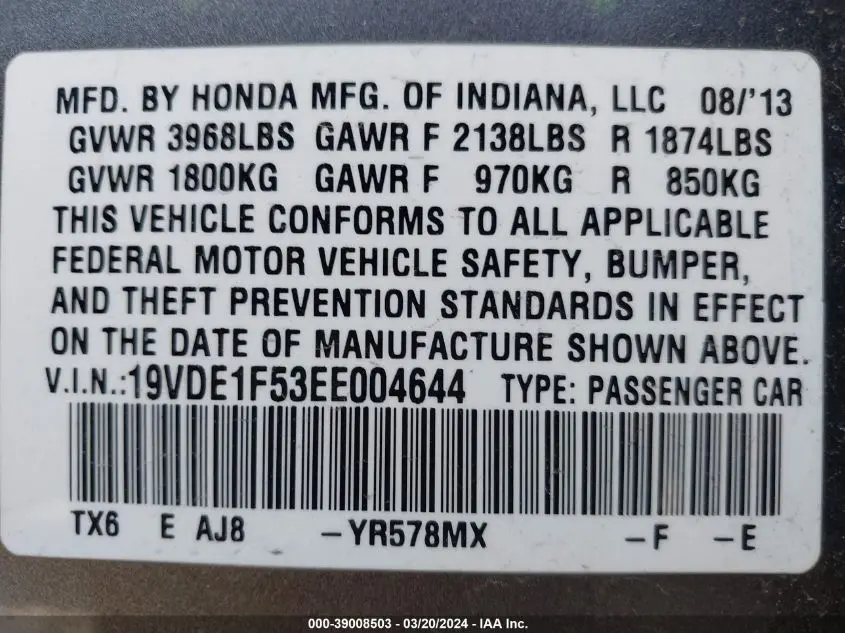 MFD. BY HONDA MFG. OF INDIANA, LLC 08/'13
GVWR 3968LBS GAWR F 2138LBS R 1874LBS
GVWR 1800KG GAWR F 970KG R 850KG
THIS VEHICLE CONFORMS TO ALL APPLICABLE
FEDERAL MOTOR VEHICLE SAFETY, BUMPER,
AND THEFT PREVENTION STANDARDS IN EFFECT
ON THE DATE OF MANUFACTURE SHOWN ABOVE.
V.I.N.:19VDE1F53EE004644 TYPE: PASSENGER CAR
TX6 E AJ8 -YR578MX -F -E
000-39008503 - 03/20/2024 - IAA Inc.